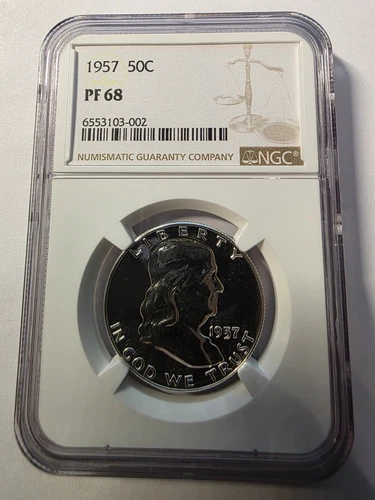 1957 50C
PF 68
6553103-002
NUMISMATIC GUARANTY COMPANY NGC®
LIBERTY
1957
IN GOD WE TRUST